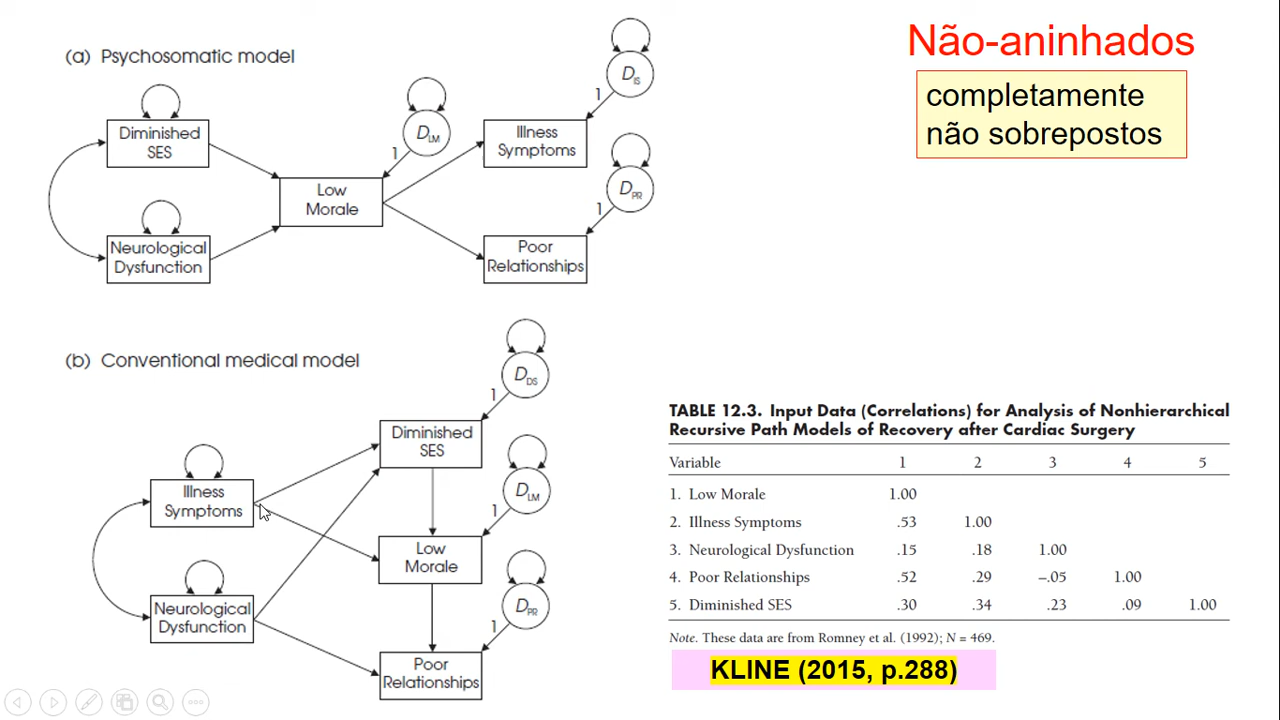 Não-aninhados
completamente
não sobrepostos
(a) Psychosomatic model
Diminished
SES
Neurological
Dysfunction
Low
Morale
D LM
1
Illness
Symptoms
D IS
1
Poor
Relationships
D PR
1
(b) Conventional medical model
Illness
Symptoms
Neurological
Dysfunction
Diminished
SES
D DS
1
Low
Morale
D LM
1
Poor
Relationships
D PR
1
TABLE 12.3. Input Data (Correlations) for Analysis of Nonhierarchical
Recursive Path Models of Recovery after Cardiac Surgery
Variable 1 2 3 4 5
1. Low Morale 1.00
2. Illness Symptoms .53 1.00
3. Neurological Dysfunction .15 .18 1.00
4. Poor Relationships .52 .29 –.05 1.00
5. Diminished SES .30 .34 .23 .09 1.00
Note. These data are from Romney et al. (1992); N = 469.
KLINE (2015, p.288)